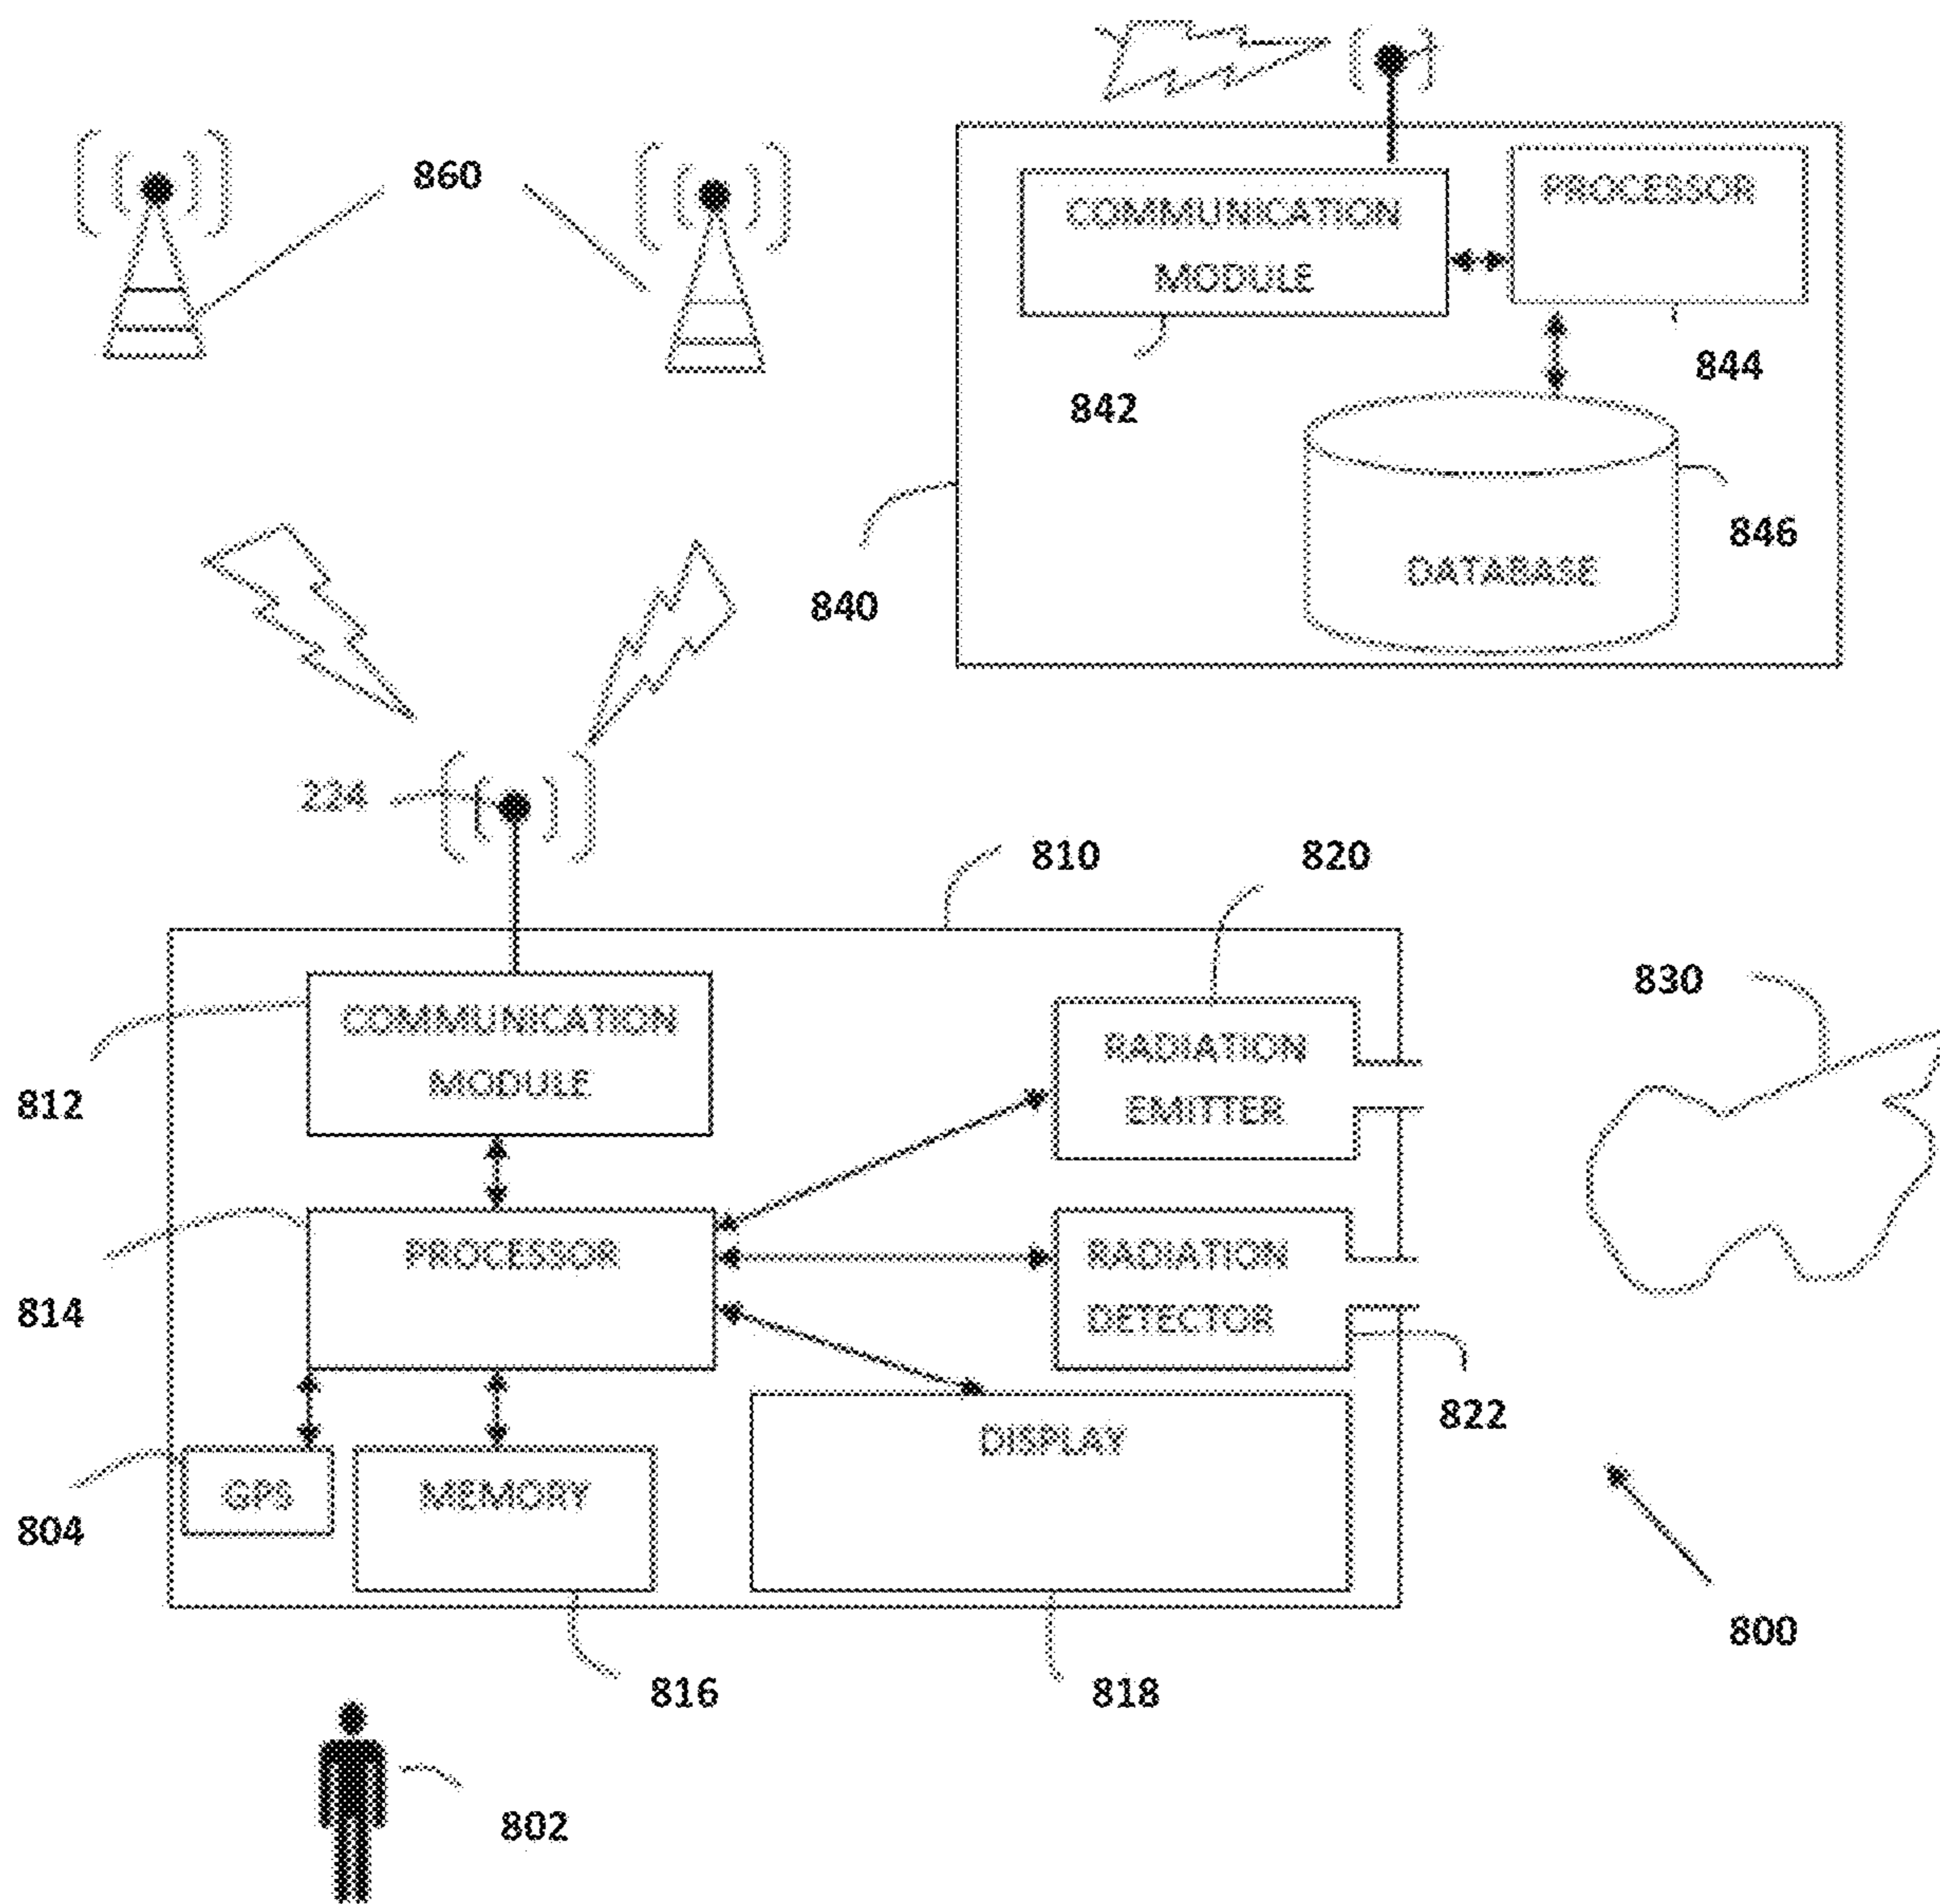 860
COMMUNICATION
MODULE
PROCESSOR
842
844
846
DATABASE
840
224
810
820
830
812
COMMUNICATION
MODULE
RADIATION
EMITTER
814
PROCESSOR
RADIATION
DETECTOR
822
804
GPS
MEMORY
DISPLAY
800
816
818
802